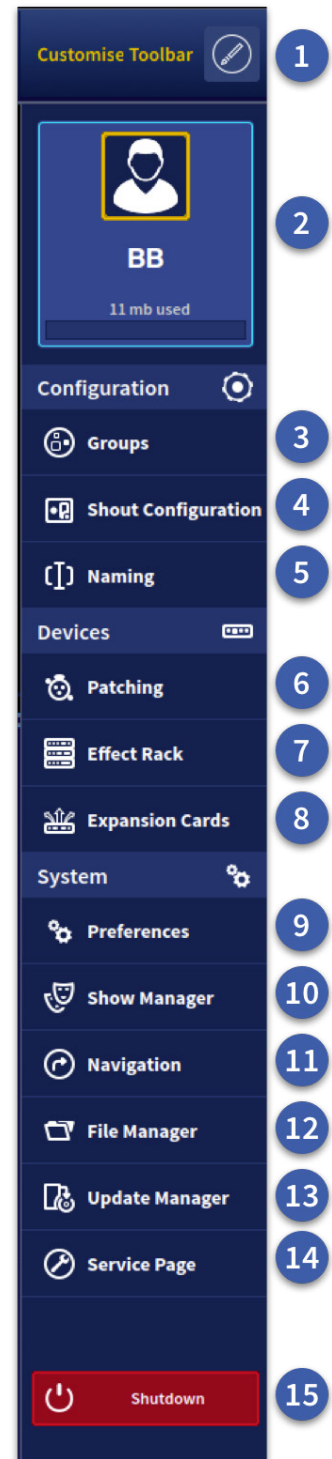 Customise Toolbar
1
BB
2
11 mb used
Configuration
Groups
3
Shout Configuration
4
Naming
5
Devices
Patching
6
Effect Rack
7
Expansion Cards
8
System
Preferences
9
Show Manager
10
Navigation
11
File Manager
12
Update Manager
13
Service Page
14
Shutdown
15